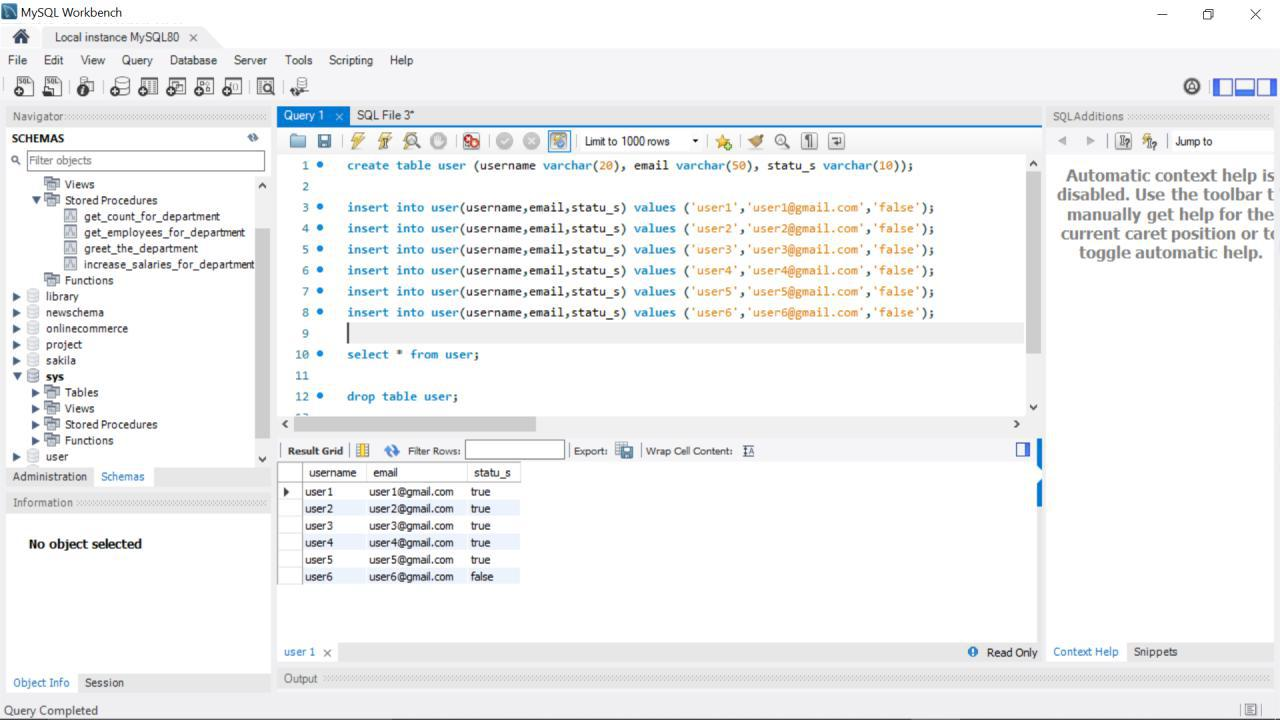 MySQL Workbench
Local instance MySQL80
File Edit View Query Database Server Tools Scripting Help
Navigator
SCHEMAS
Filter objects
Views
Stored Procedures
get_count_for_department
get_employees_for_department
greet_the_department
increase_salaries_for_department
Functions
library
newschema
onlinecommerce
project
sakila
sys
Tables
Views
Stored Procedures
Functions
user
Administration Schemas
Information
No object selected
Object Info Session
Query 1 SQL File 3*
Limit to 1000 rows
1 create table user (username varchar(20), email varchar(50), statu_s varchar(10));
2
3 insert into user(username,email,statu_s) values ('user1','user1@gmail.com','false');
4 insert into user(username,email,statu_s) values ('user2','user2@gmail.com','false');
5 insert into user(username,email,statu_s) values ('user3','user3@gmail.com','false');
6 insert into user(username,email,statu_s) values ('user4','user4@gmail.com','false');
7 insert into user(username,email,statu_s) values ('user5','user5@gmail.com','false');
8 insert into user(username,email,statu_s) values ('user6','user6@gmail.com','false');
9
10 select * from user;
11
12 drop table user;
Result Grid Filter Rows: Export: Wrap Cell Content:
username email statu_s
user1 user1@gmail.com true
user2 user2@gmail.com true
user3 user3@gmail.com true
user4 user4@gmail.com true
user5 user5@gmail.com true
user6 user6@gmail.com false
user 1
Read Only
Output
SQLAdditions
Jump to
Automatic context help is
disabled. Use the toolbar t
manually get help for the
current caret position or to
toggle automatic help.
Context Help Snippets
Query Completed